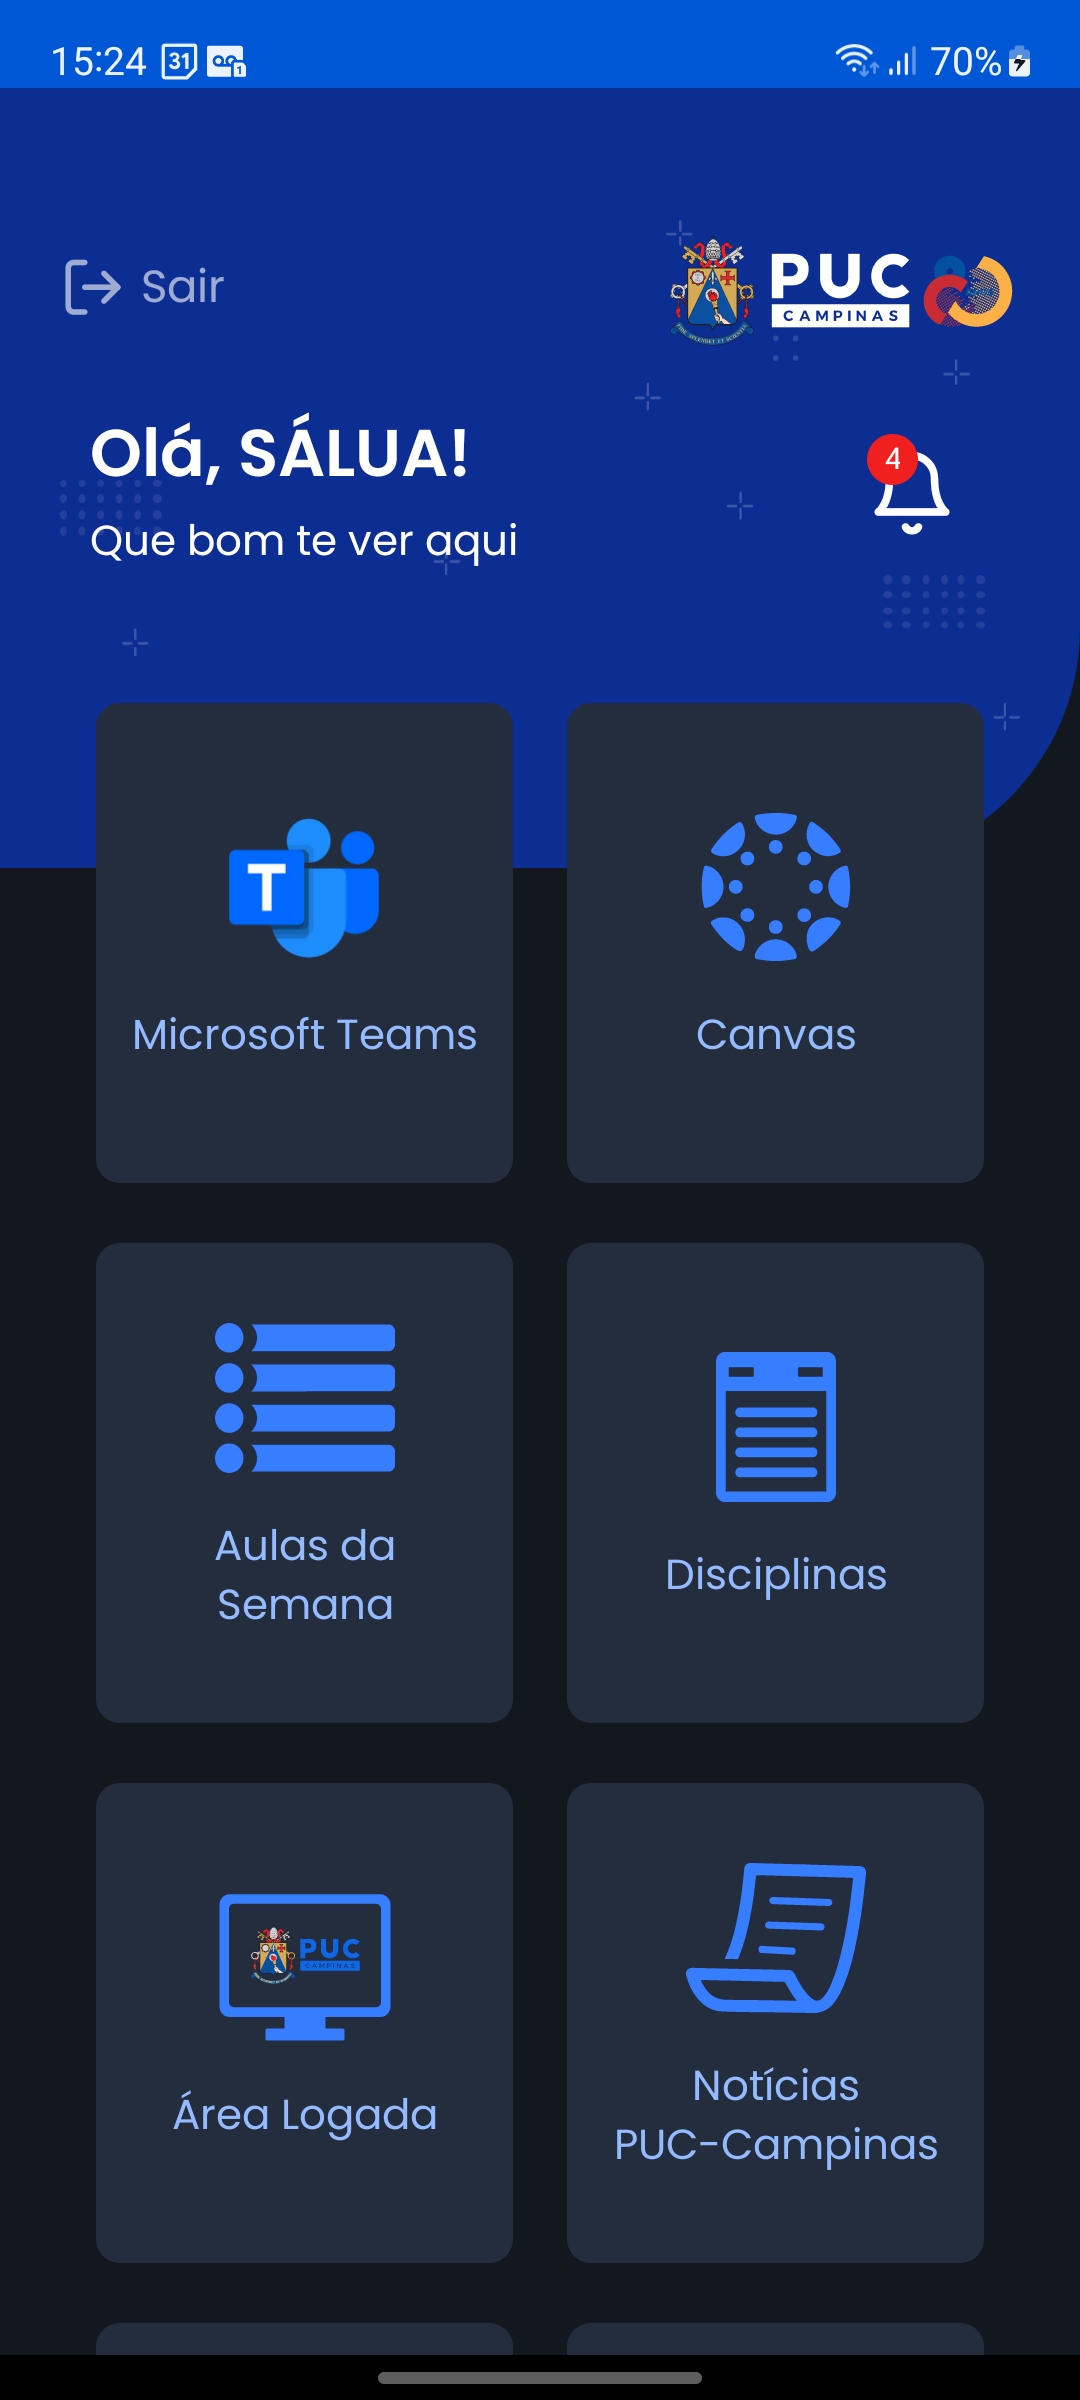 15:24
31
1
70%
Sair
PUC
CAMPINAS
Olá, SÁLUA!
4
Que bom te ver aqui
T
Microsoft Teams
Canvas
Aulas da
Semana
Disciplinas
PUC
CAMPINAS
Área Logada
Notícias
PUC-Campinas